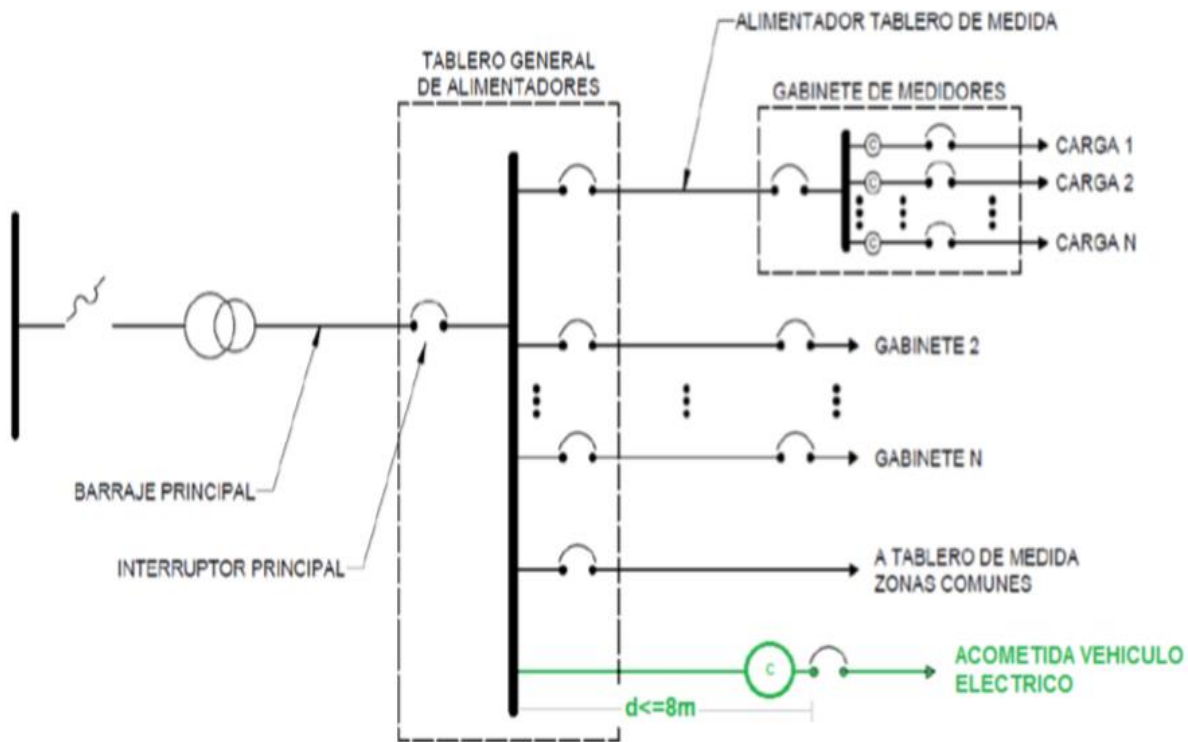 ALIMENTADOR TABLERO DE MEDIDA
TABLERO GENERAL
DE ALIMENTADORES
GABINETE DE MEDIDORES
C
CARGA 1
C
CARGA 2
C
CARGA N
GABINETE 2
GABINETE N
BARRAJE PRINCIPAL
INTERRUPTOR PRINCIPAL
A TABLERO DE MEDIDA
ZONAS COMUNES
C
ACOMETIDA VEHICULO
ELECTRICO
d<=8m